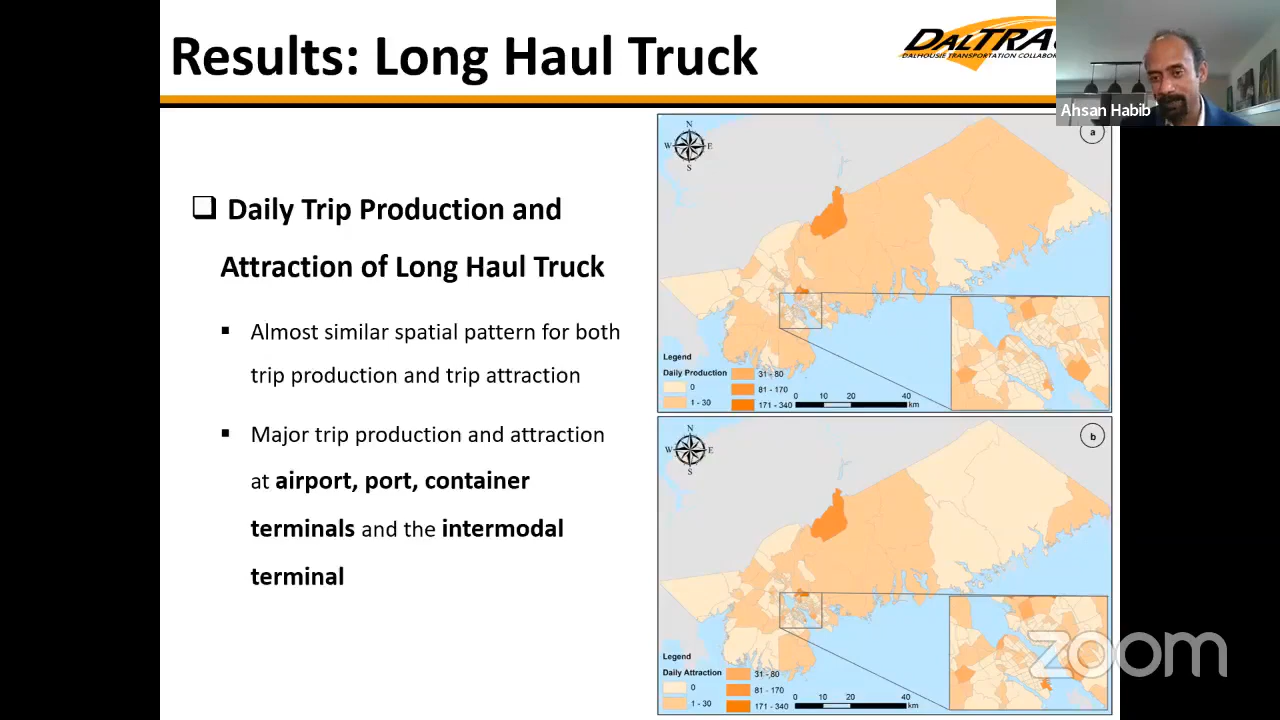 Results: Long Haul Truck
DALTRA
DALHOUSIE TRANSPORTATION COLLABOR
Ahsan Habib
❑ Daily Trip Production and
Attraction of Long Haul Truck
▪ Almost similar spatial pattern for both
trip production and trip attraction
▪ Major trip production and attraction
at airport, port, container
terminals and the intermodal
terminal
a
N
W E
S
Legend
Daily Production
0
1 - 30
31 - 80
81 - 170
171 - 340
0 10 20 40
km
b
N
W E
S
Legend
Daily Attraction
0
1 - 30
31 - 80
81 - 170
171 - 340
0 10 20 40
km
zoom